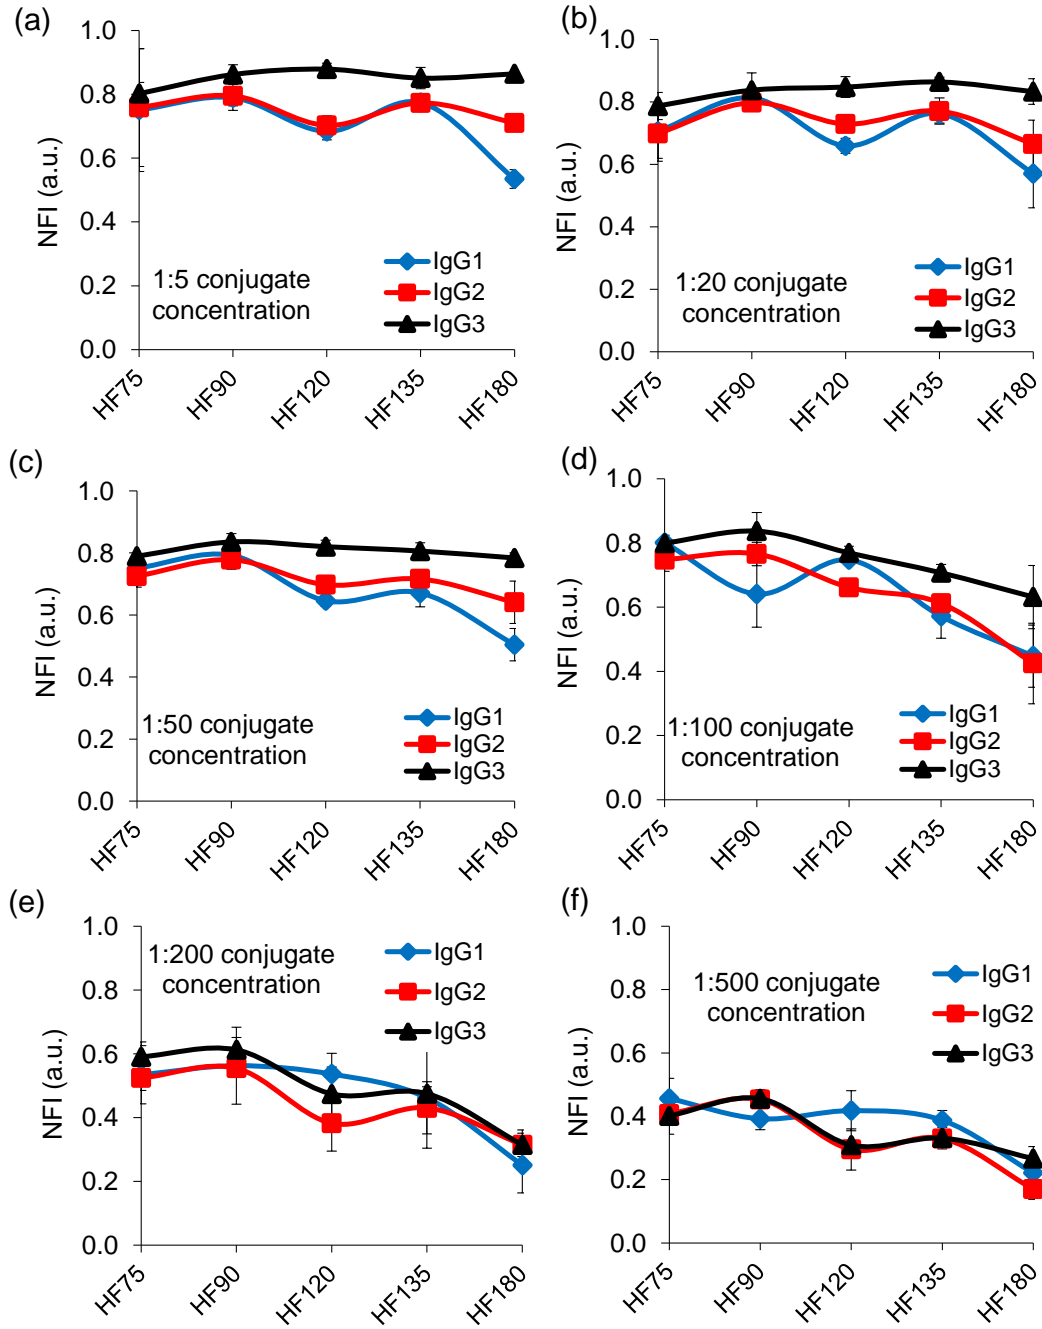 (a)
NFI (a.u.)
1.0
0.8
0.6
0.4
0.2
0.0
1:5 conjugate
concentration
IgG1
IgG2
IgG3
HF75
HF90
HF120
HF135
HF180
(b)
NFI (a.u.)
1.0
0.8
0.6
0.4
0.2
0.0
1:20 conjugate
concentration
IgG1
IgG2
IgG3
HF75
HF90
HF120
HF135
HF180
(c)
NFI (a.u.)
1.0
0.8
0.6
0.4
0.2
0.0
1:50 conjugate
concentration
IgG1
IgG2
IgG3
HF75
HF90
HF120
HF135
HF180
(d)
NFI (a.u.)
1.0
0.8
0.6
0.4
0.2
0.0
1:100 conjugate
concentration
IgG1
IgG2
IgG3
HF75
HF90
HF120
HF135
HF180
(e)
NFI (a.u.)
1.0
0.8
0.6
0.4
0.2
0.0
1:200 conjugate
concentration
IgG1
IgG2
IgG3
HF75
HF90
HF120
HF135
HF180
(f)
NFI (a.u.)
1.0
0.8
0.6
0.4
0.2
0.0
1:500 conjugate
concentration
IgG1
IgG2
IgG3
HF75
HF90
HF120
HF135
HF180